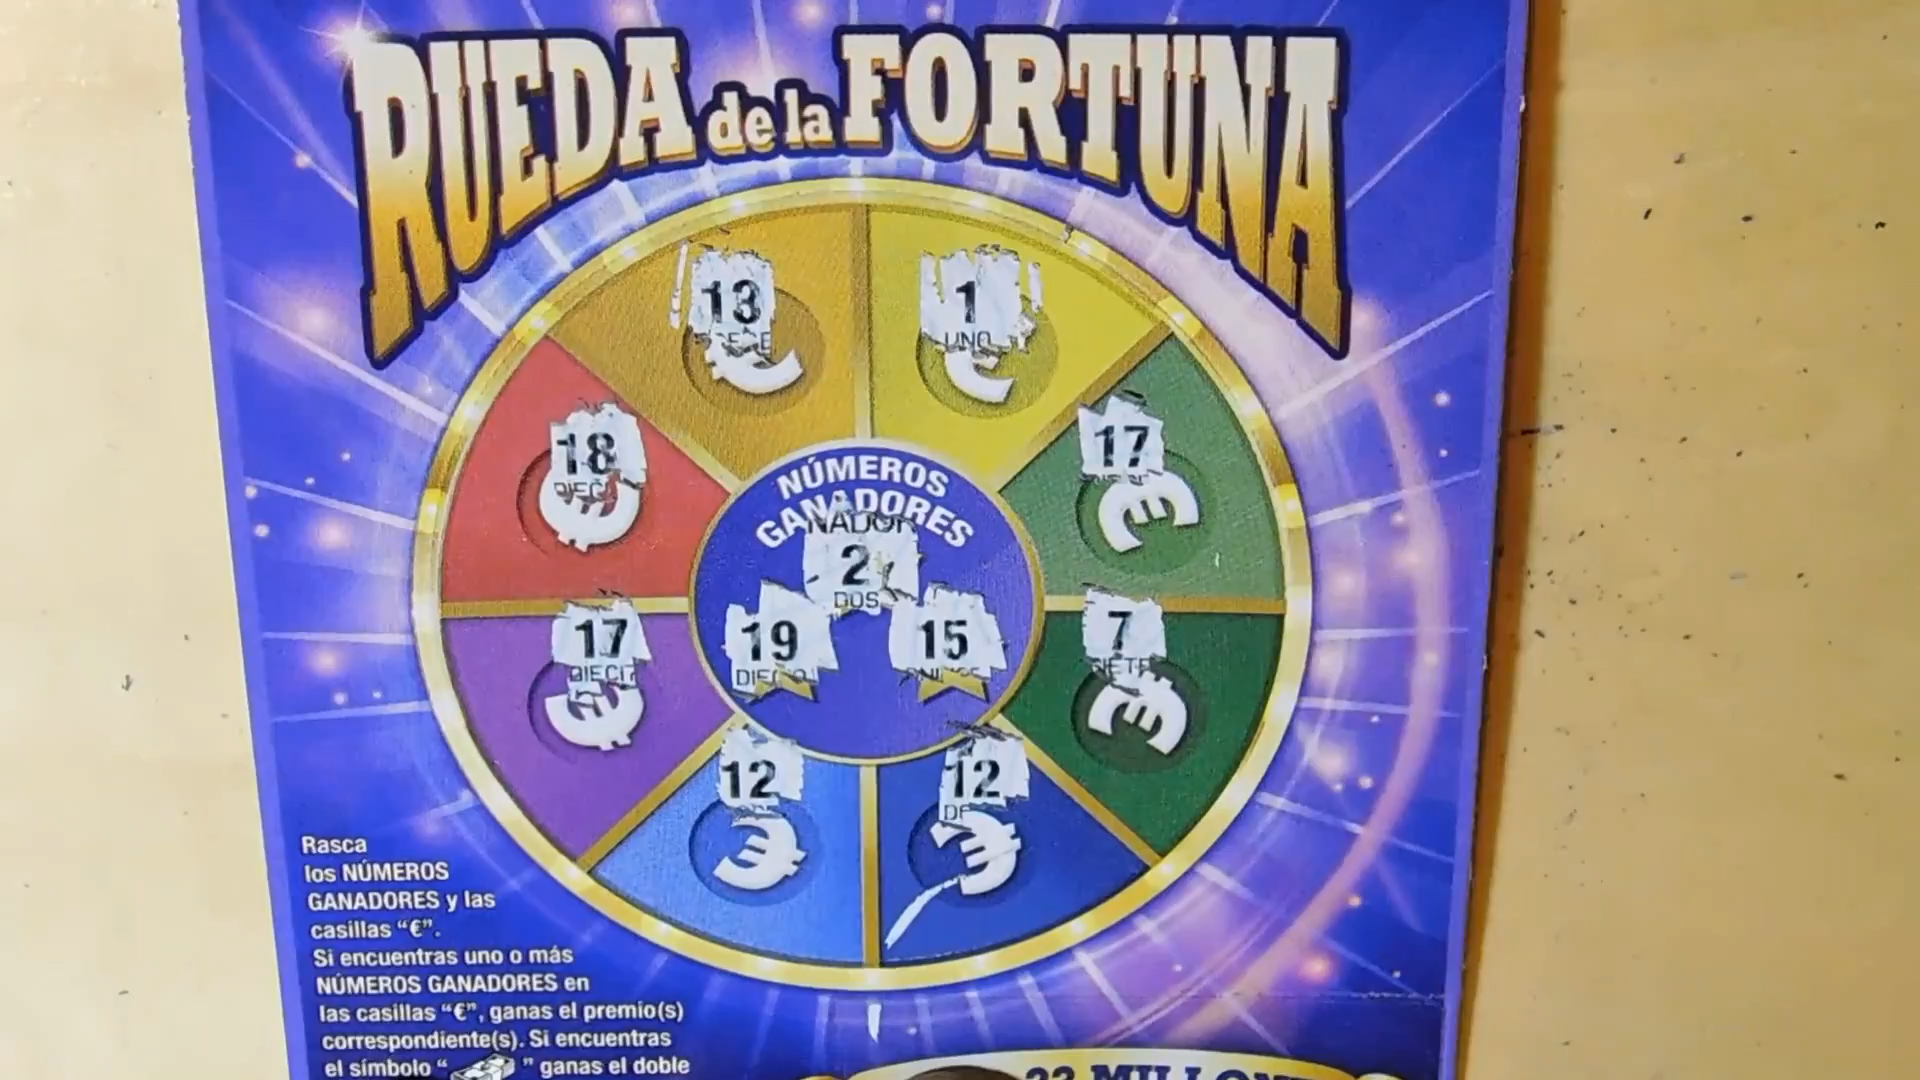 RUEDA de la FORTUNA
13
1
UNO
18
17
NÚMEROS
GANADORES
2
DOS
19
15
17
7
SIETE
12
12
Rasca
los NÚMEROS
GANADORES y las
casillas “€”.
Si encuentras uno o más
NÚMEROS GANADORES en
las casillas “€”, ganas el premio(s)
correspondiente(s). Si encuentras
el símbolo “ ” ganas el doble